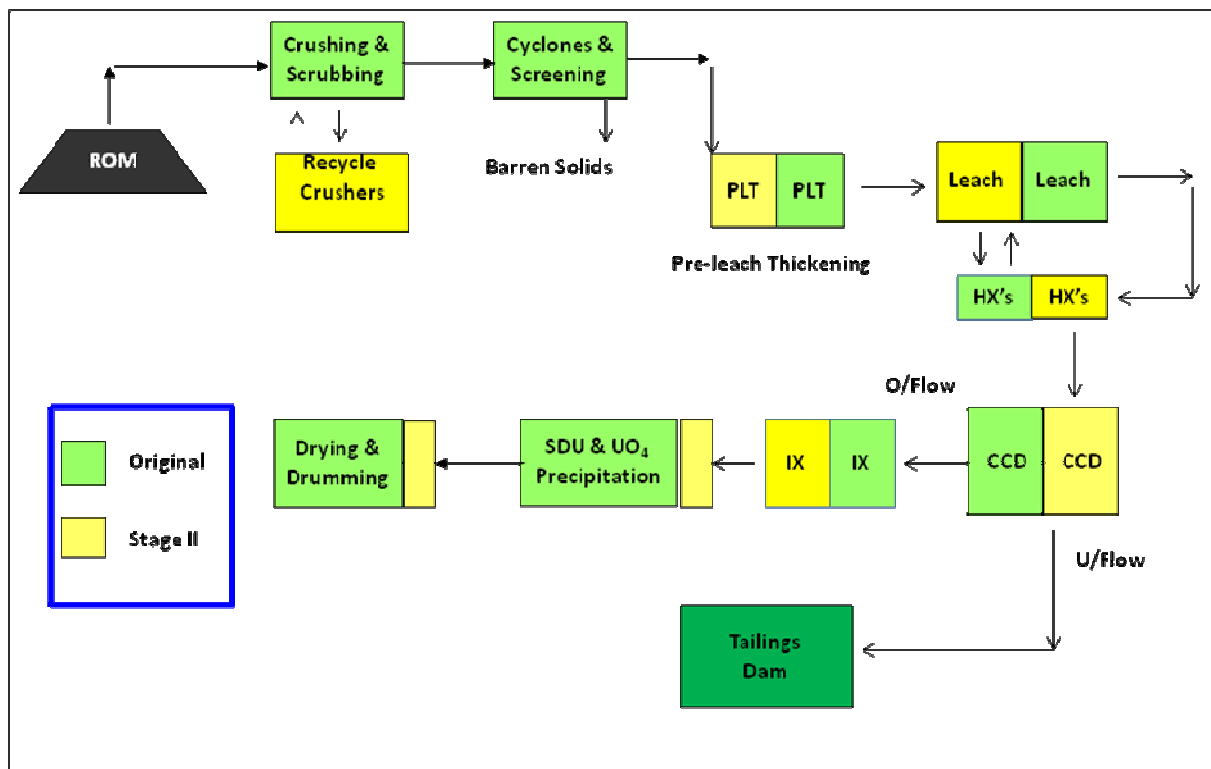 Crushing &
Scrubbing
Cyclones &
Screening
ROM
Recycle
Crushers
Barren Solids
PLT
PLT
Leach
Leach
Pre-leach Thickening
HX's
HX's
O/Flow
Original
Stage II
Drying &
Drumming
SDU & UO₄
Precipitation
IX
IX
CCD
CCD
U/Flow
Tailings
Dam